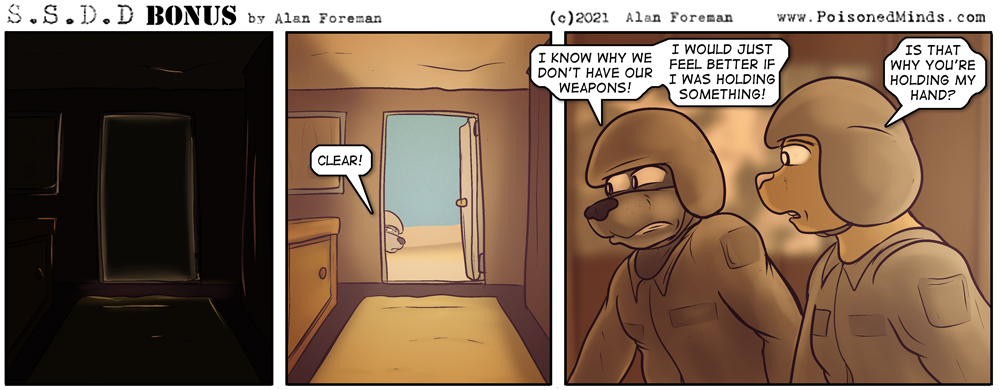 S.S.D.D BONUS by Alan Foreman (c)2021 Alan Foreman www.PoisonedMinds.com
CLEAR!
I KNOW WHY WE
DON'T HAVE OUR
WEAPONS!
I WOULD JUST
FEEL BETTER IF
I WAS HOLDING
SOMETHING!
IS THAT
WHY YOU'RE
HOLDING MY
HAND?